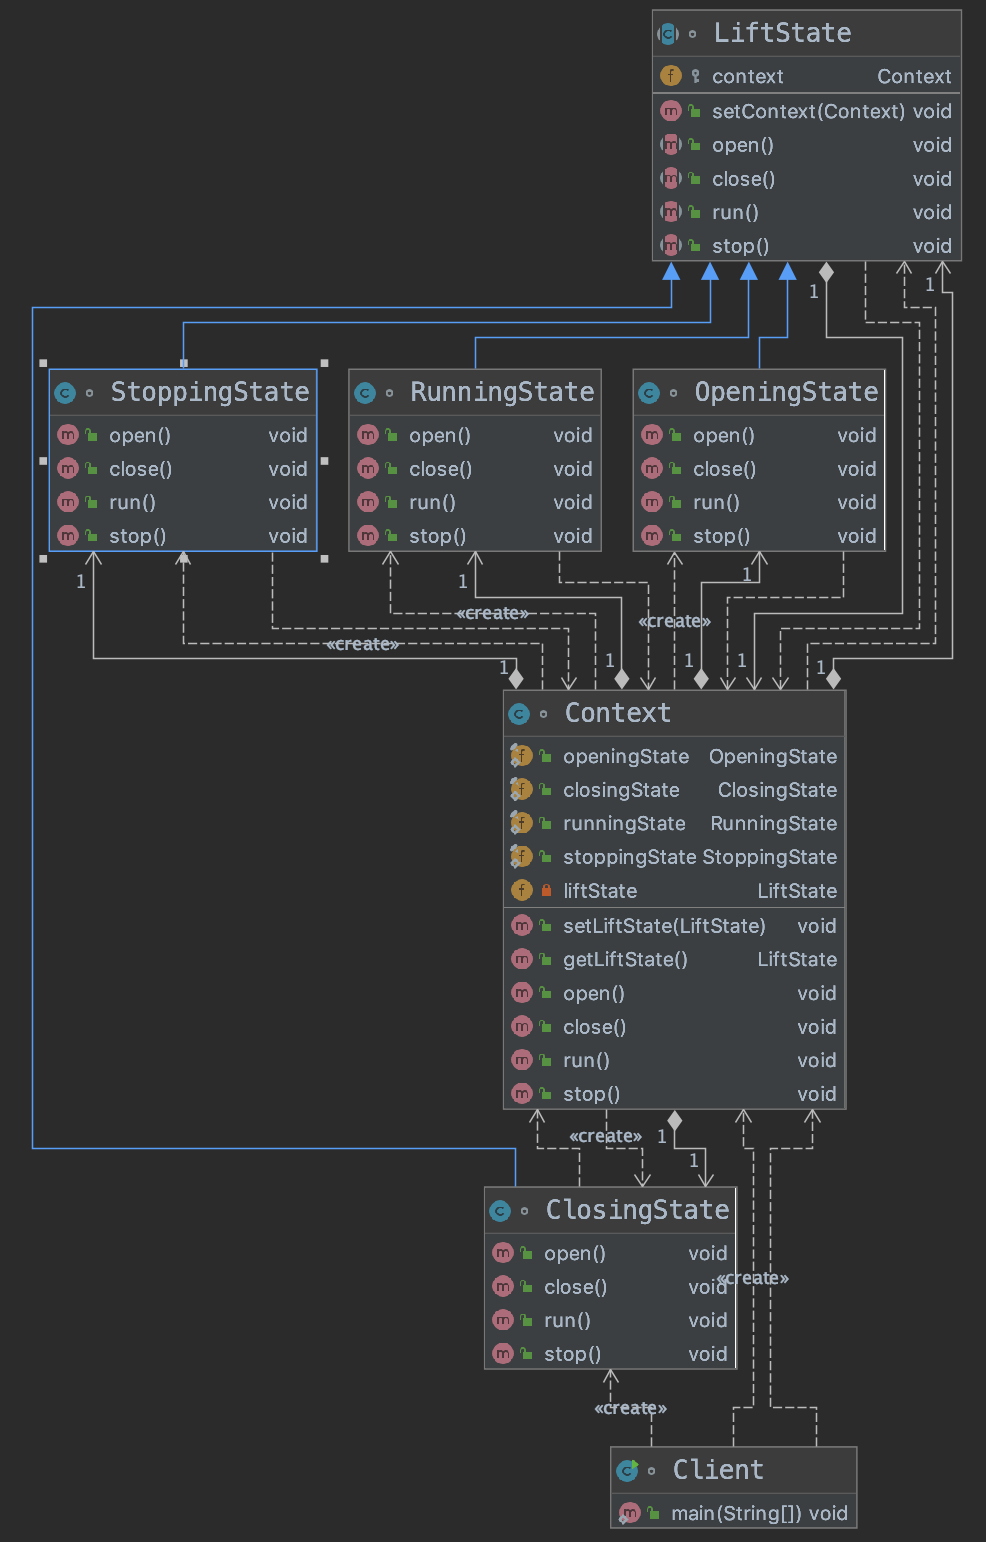 LiftState
context Context
setContext(Context) void
open() void
close() void
run() void
stop() void
1 1
StoppingState
open() void
close() void
run() void
stop() void
RunningState
open() void
close() void
run() void
stop() void
OpeningState
open() void
close() void
run() void
stop() void
1 1 1
«create»
«create»
«create»
1 1 1 1 1
Context
openingState OpeningState
closingState ClosingState
runningState RunningState
stoppingState StoppingState
liftState LiftState
setLiftState(LiftState) void
getLiftState() LiftState
open() void
close() void
run() void
stop() void
«create» 1
1
ClosingState
open() void
close() void
run() void
stop() void
«create»
«create»
Client
main(String[]) void